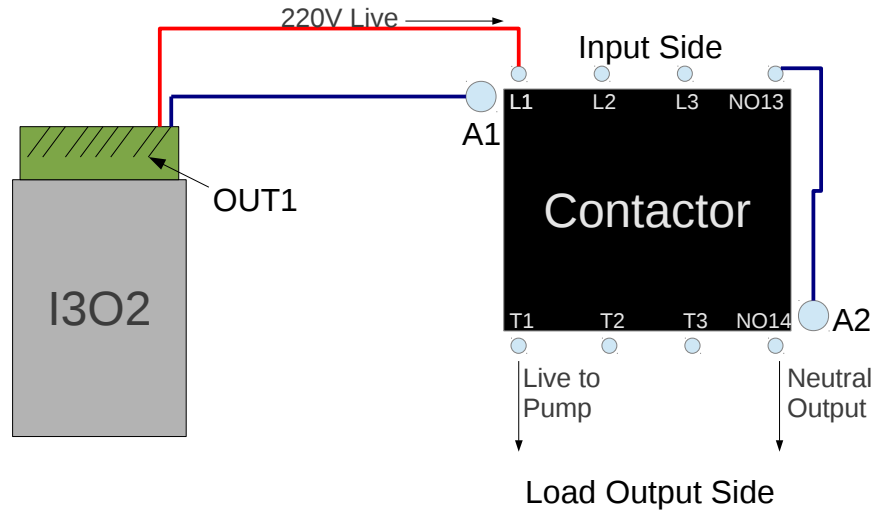 220V Live
Input Side
L1 L2 L3 NO13
A1
OUT1
Contactor
I3O2
T1 T2 T3 NO14
A2
Live to
Pump
Neutral
Output
Load Output Side